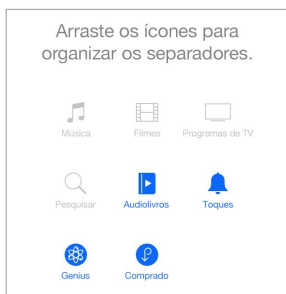 Arraste os ícones para
organizar os separadores.
Música Filmes Programas de TV
Pesquisar Audiolivros Toques
Genius Comprado